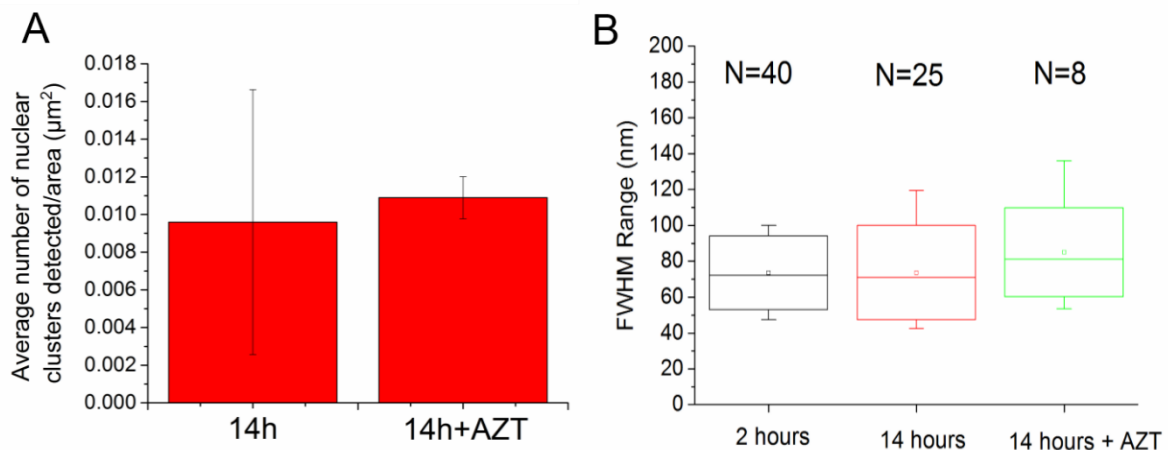 A
Average number of nuclear
clusters detected/area (µm²)
0.018
0.016
0.014
0.012
0.010
0.008
0.006
0.004
0.002
0.000
14h
14h+AZT
B
FWHM Range (nm)
200
180
160
140
120
100
80
60
40
20
0
N=40
N=25
N=8
2 hours
14 hours
14 hours + AZT